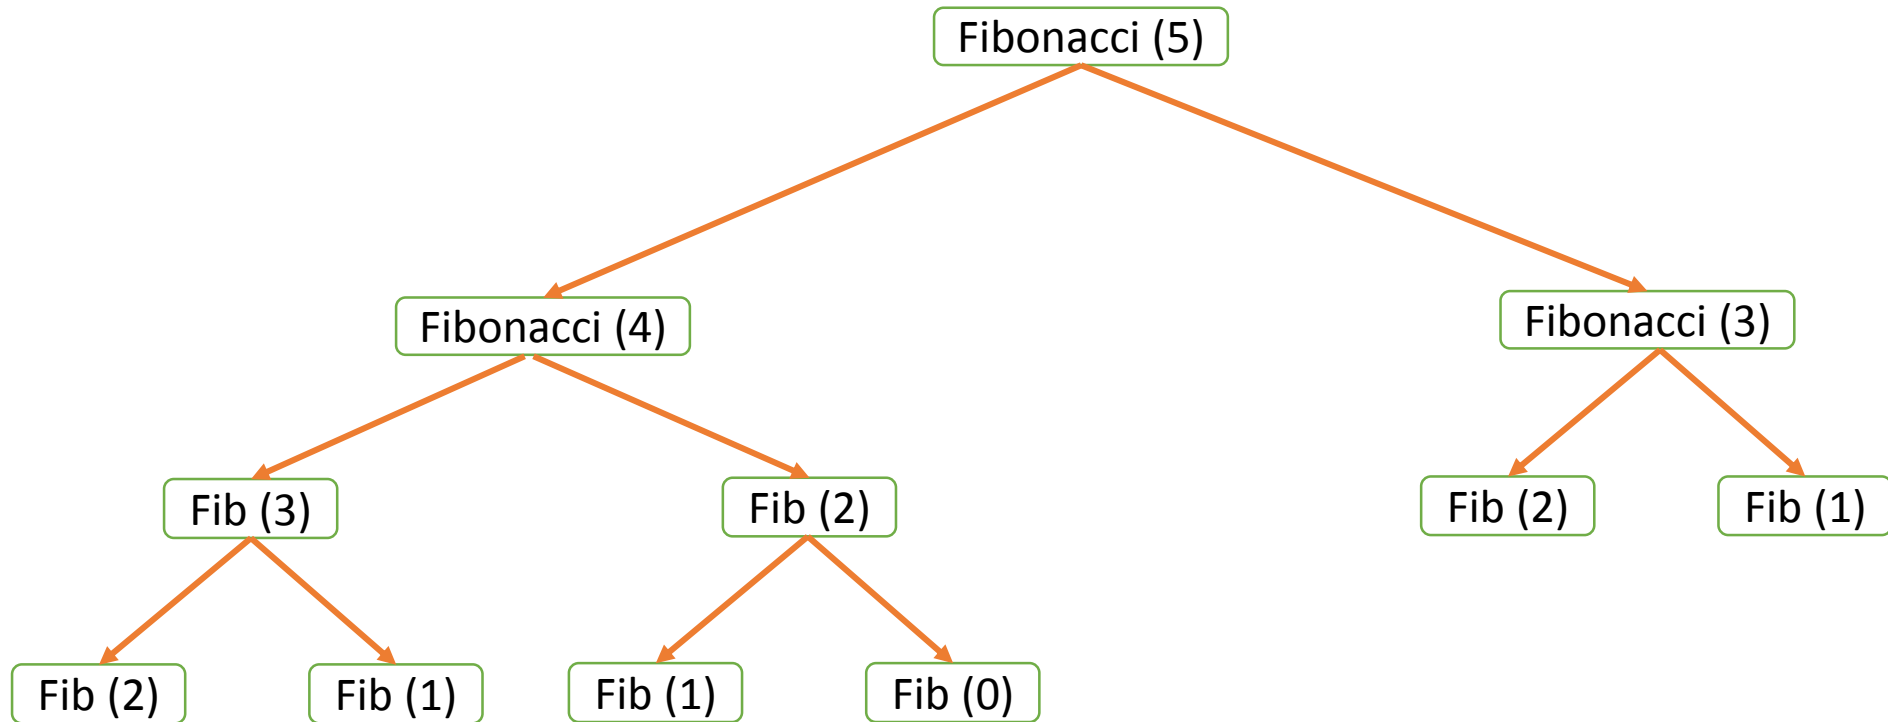 Fibonacci (5)
Fibonacci (4)
Fibonacci (3)
Fib (3)
Fib (2)
Fib (2)
Fib (1)
Fib (2)
Fib (1)
Fib (1)
Fib (0)